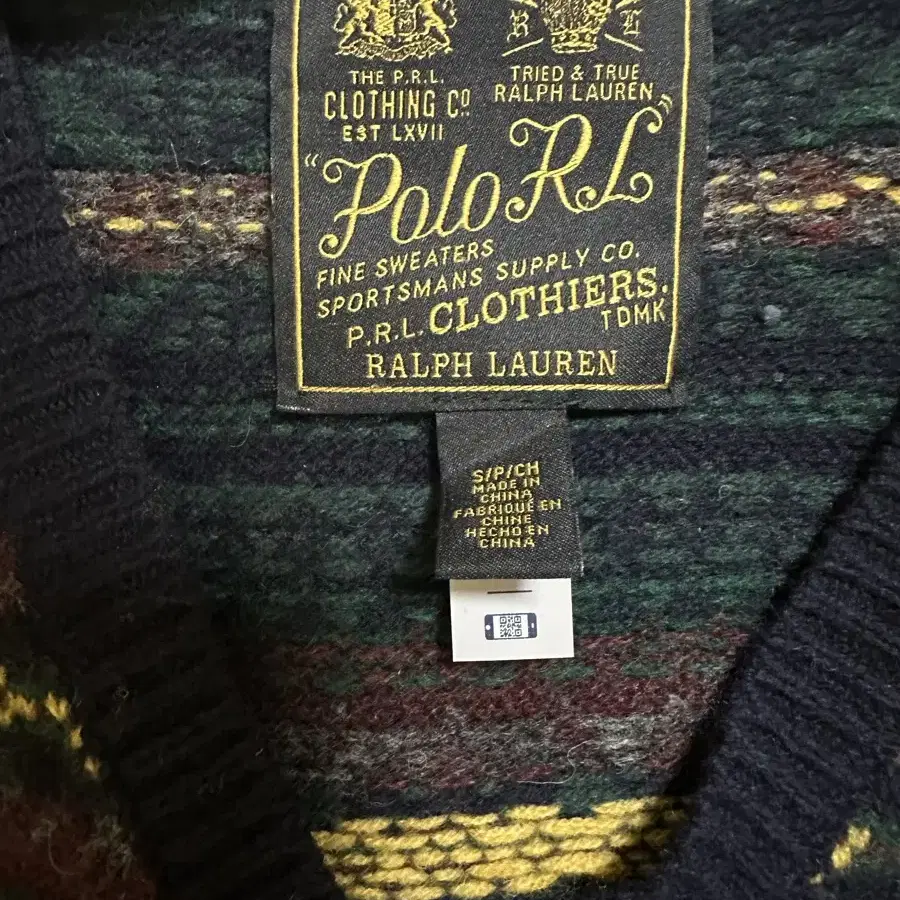 THE P.R.L.
CLOTHING Cº.
EST LXVII
R L
TRIED & TRUE
RALPH LAUREN
"Polo RL"
FINE SWEATERS
SPORTSMANS SUPPLY CO.
P.R.L. CLOTHIERS.
TDMK
RALPH LAUREN
S/P/CH
MADE IN
CHINA
FABRIQUÉ EN
CHINE
HECHO EN
CHINA